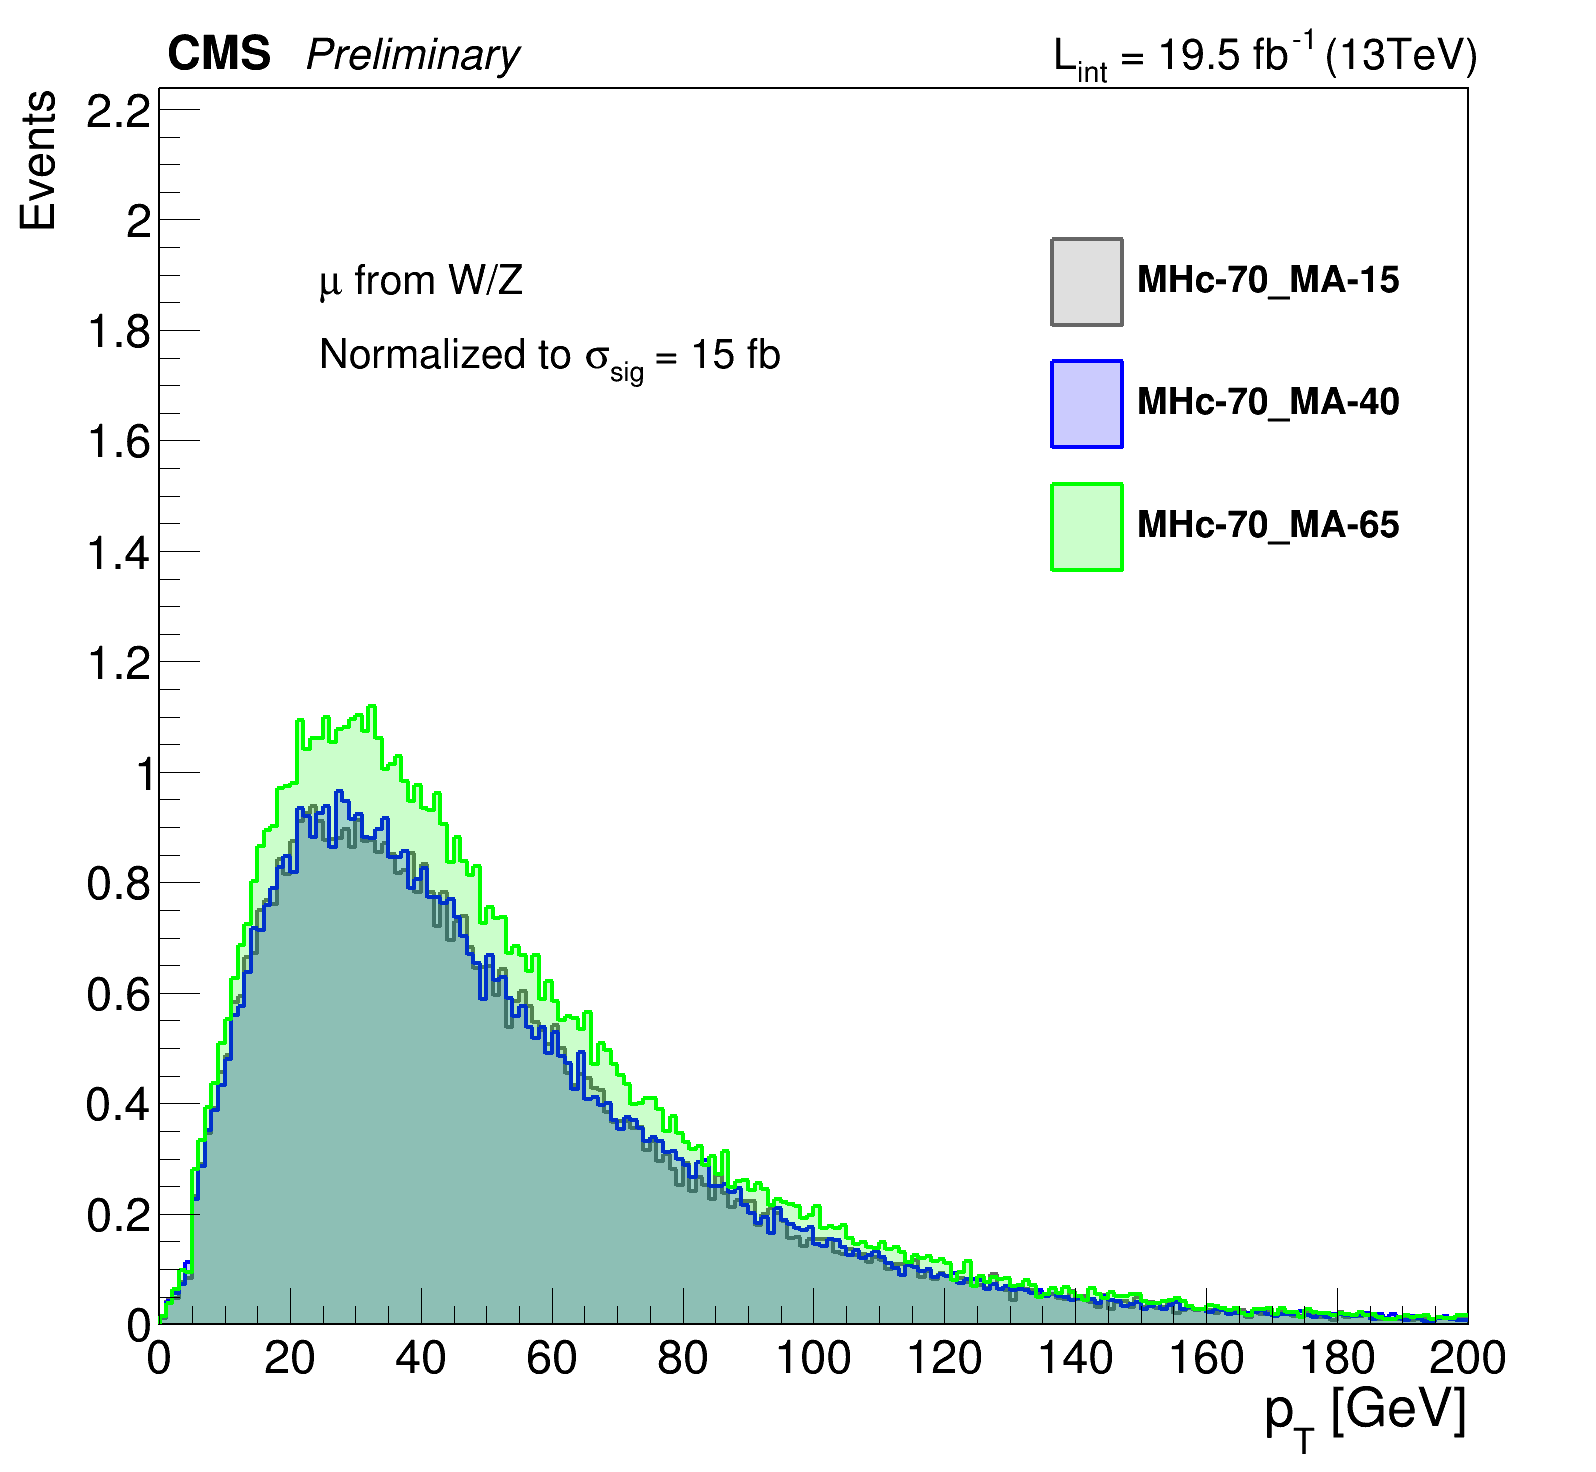 CMS Preliminary
L_int = 19.5 fb^-1 (13TeV)
Events
2.2
2
1.8
1.6
1.4
1.2
1
0.8
0.6
0.4
0.2
0
μ from W/Z
Normalized to σ_sig = 15 fb
MHc-70_MA-15
MHc-70_MA-40
MHc-70_MA-65
0 20 40 60 80 100 120 140 160 180 200
p_T [GeV]